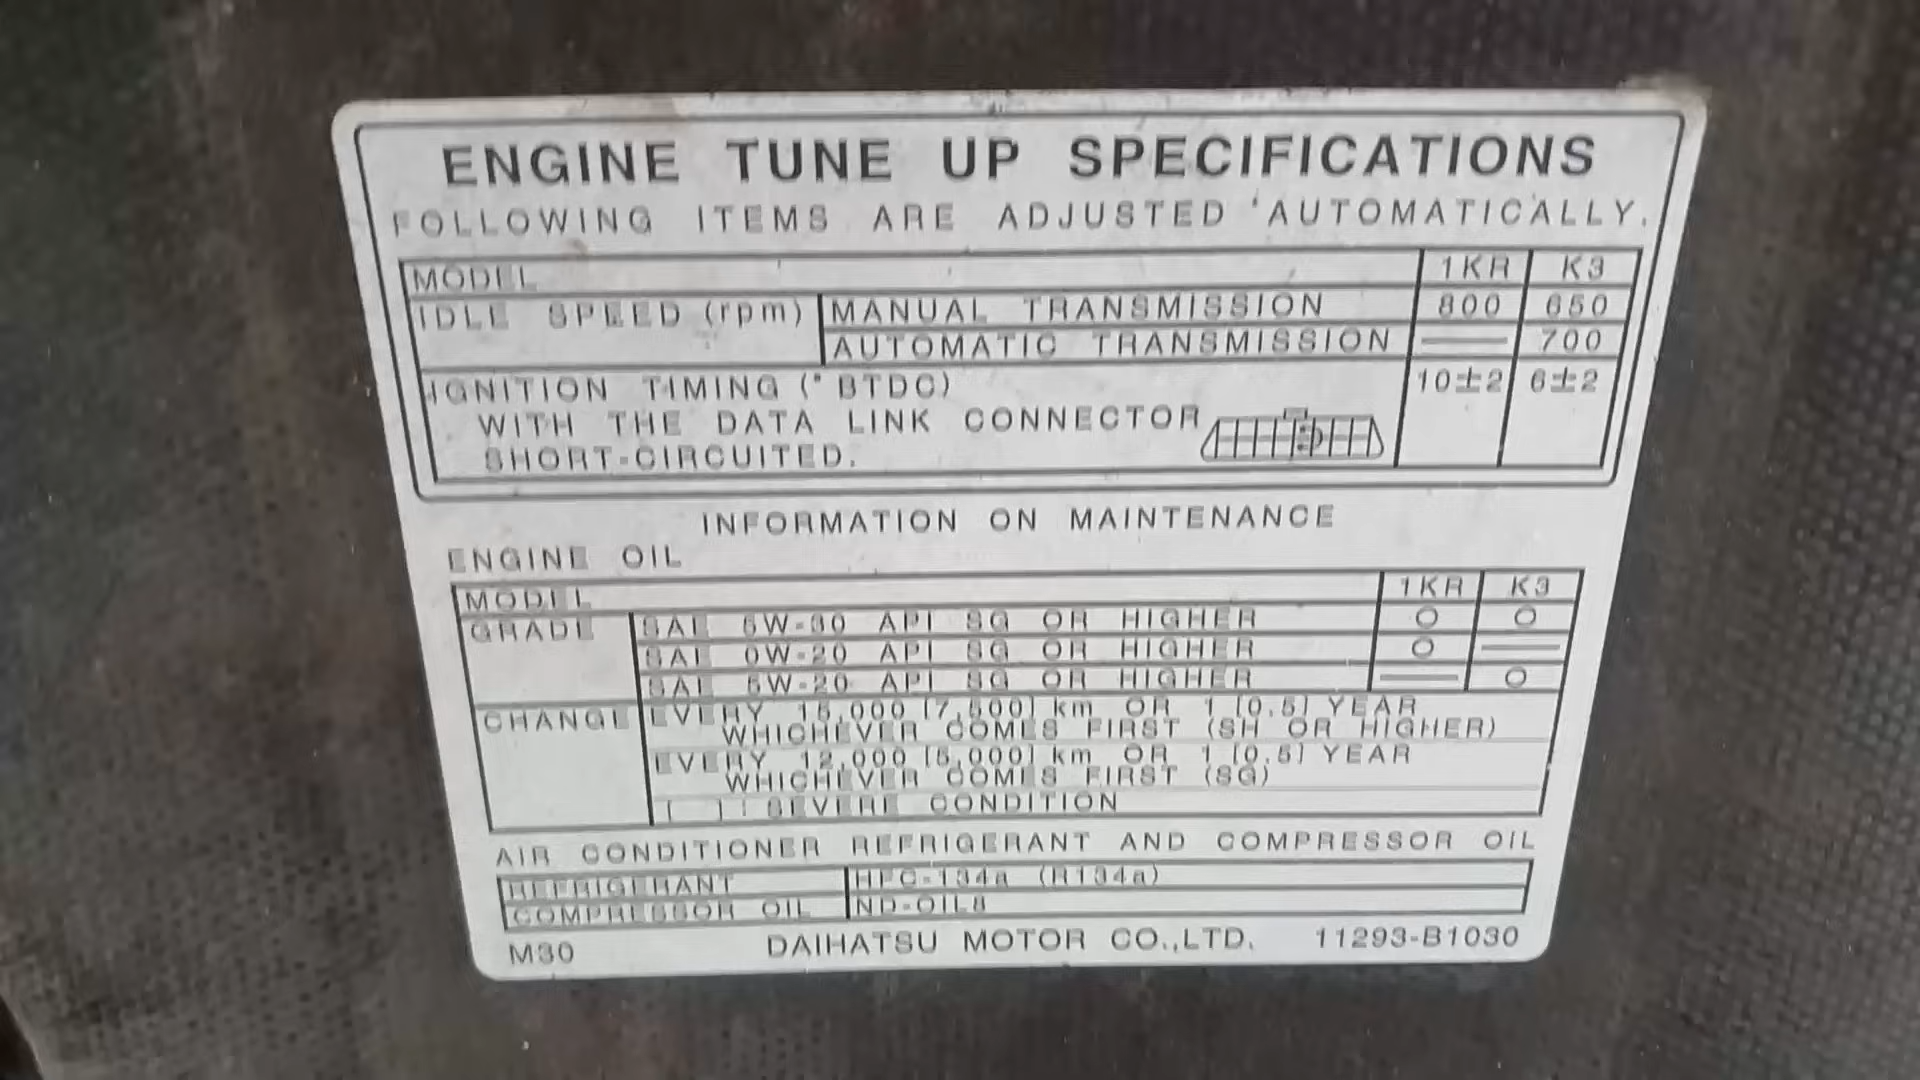 ENGINE TUNE UP SPECIFICATIONS
FOLLOWING ITEMS ARE ADJUSTED AUTOMATICALLY.
MODEL 1KR K3
IDLE SPEED (rpm) MANUAL TRANSMISSION 800 650
AUTOMATIC TRANSMISSION — 700
IGNITION TIMING (° BTDC) 10±2 6±2
WITH THE DATA LINK CONNECTOR
SHORT-CIRCUITED.
INFORMATION ON MAINTENANCE
ENGINE OIL
MODEL 1KR K3
GRADE SAE 5W-30 API SG OR HIGHER O O
SAE 0W-20 API SG OR HIGHER O —
SAE 5W-20 API SG OR HIGHER — O
CHANGE EVERY 15,000 [7,500] km OR 1 [0.5] YEAR
WHICHEVER COMES FIRST (SH OR HIGHER)
EVERY 12,000 [6,000] km OR 1 [0.5] YEAR
WHICHEVER COMES FIRST (SG)
[ ] : SEVERE CONDITION
AIR CONDITIONER REFRIGERANT AND COMPRESSOR OIL
REFRIGERANT HFC-134a (R134a)
COMPRESSOR OIL ND-OIL8
M30 DAIHATSU MOTOR CO.,LTD. 11293-B1030